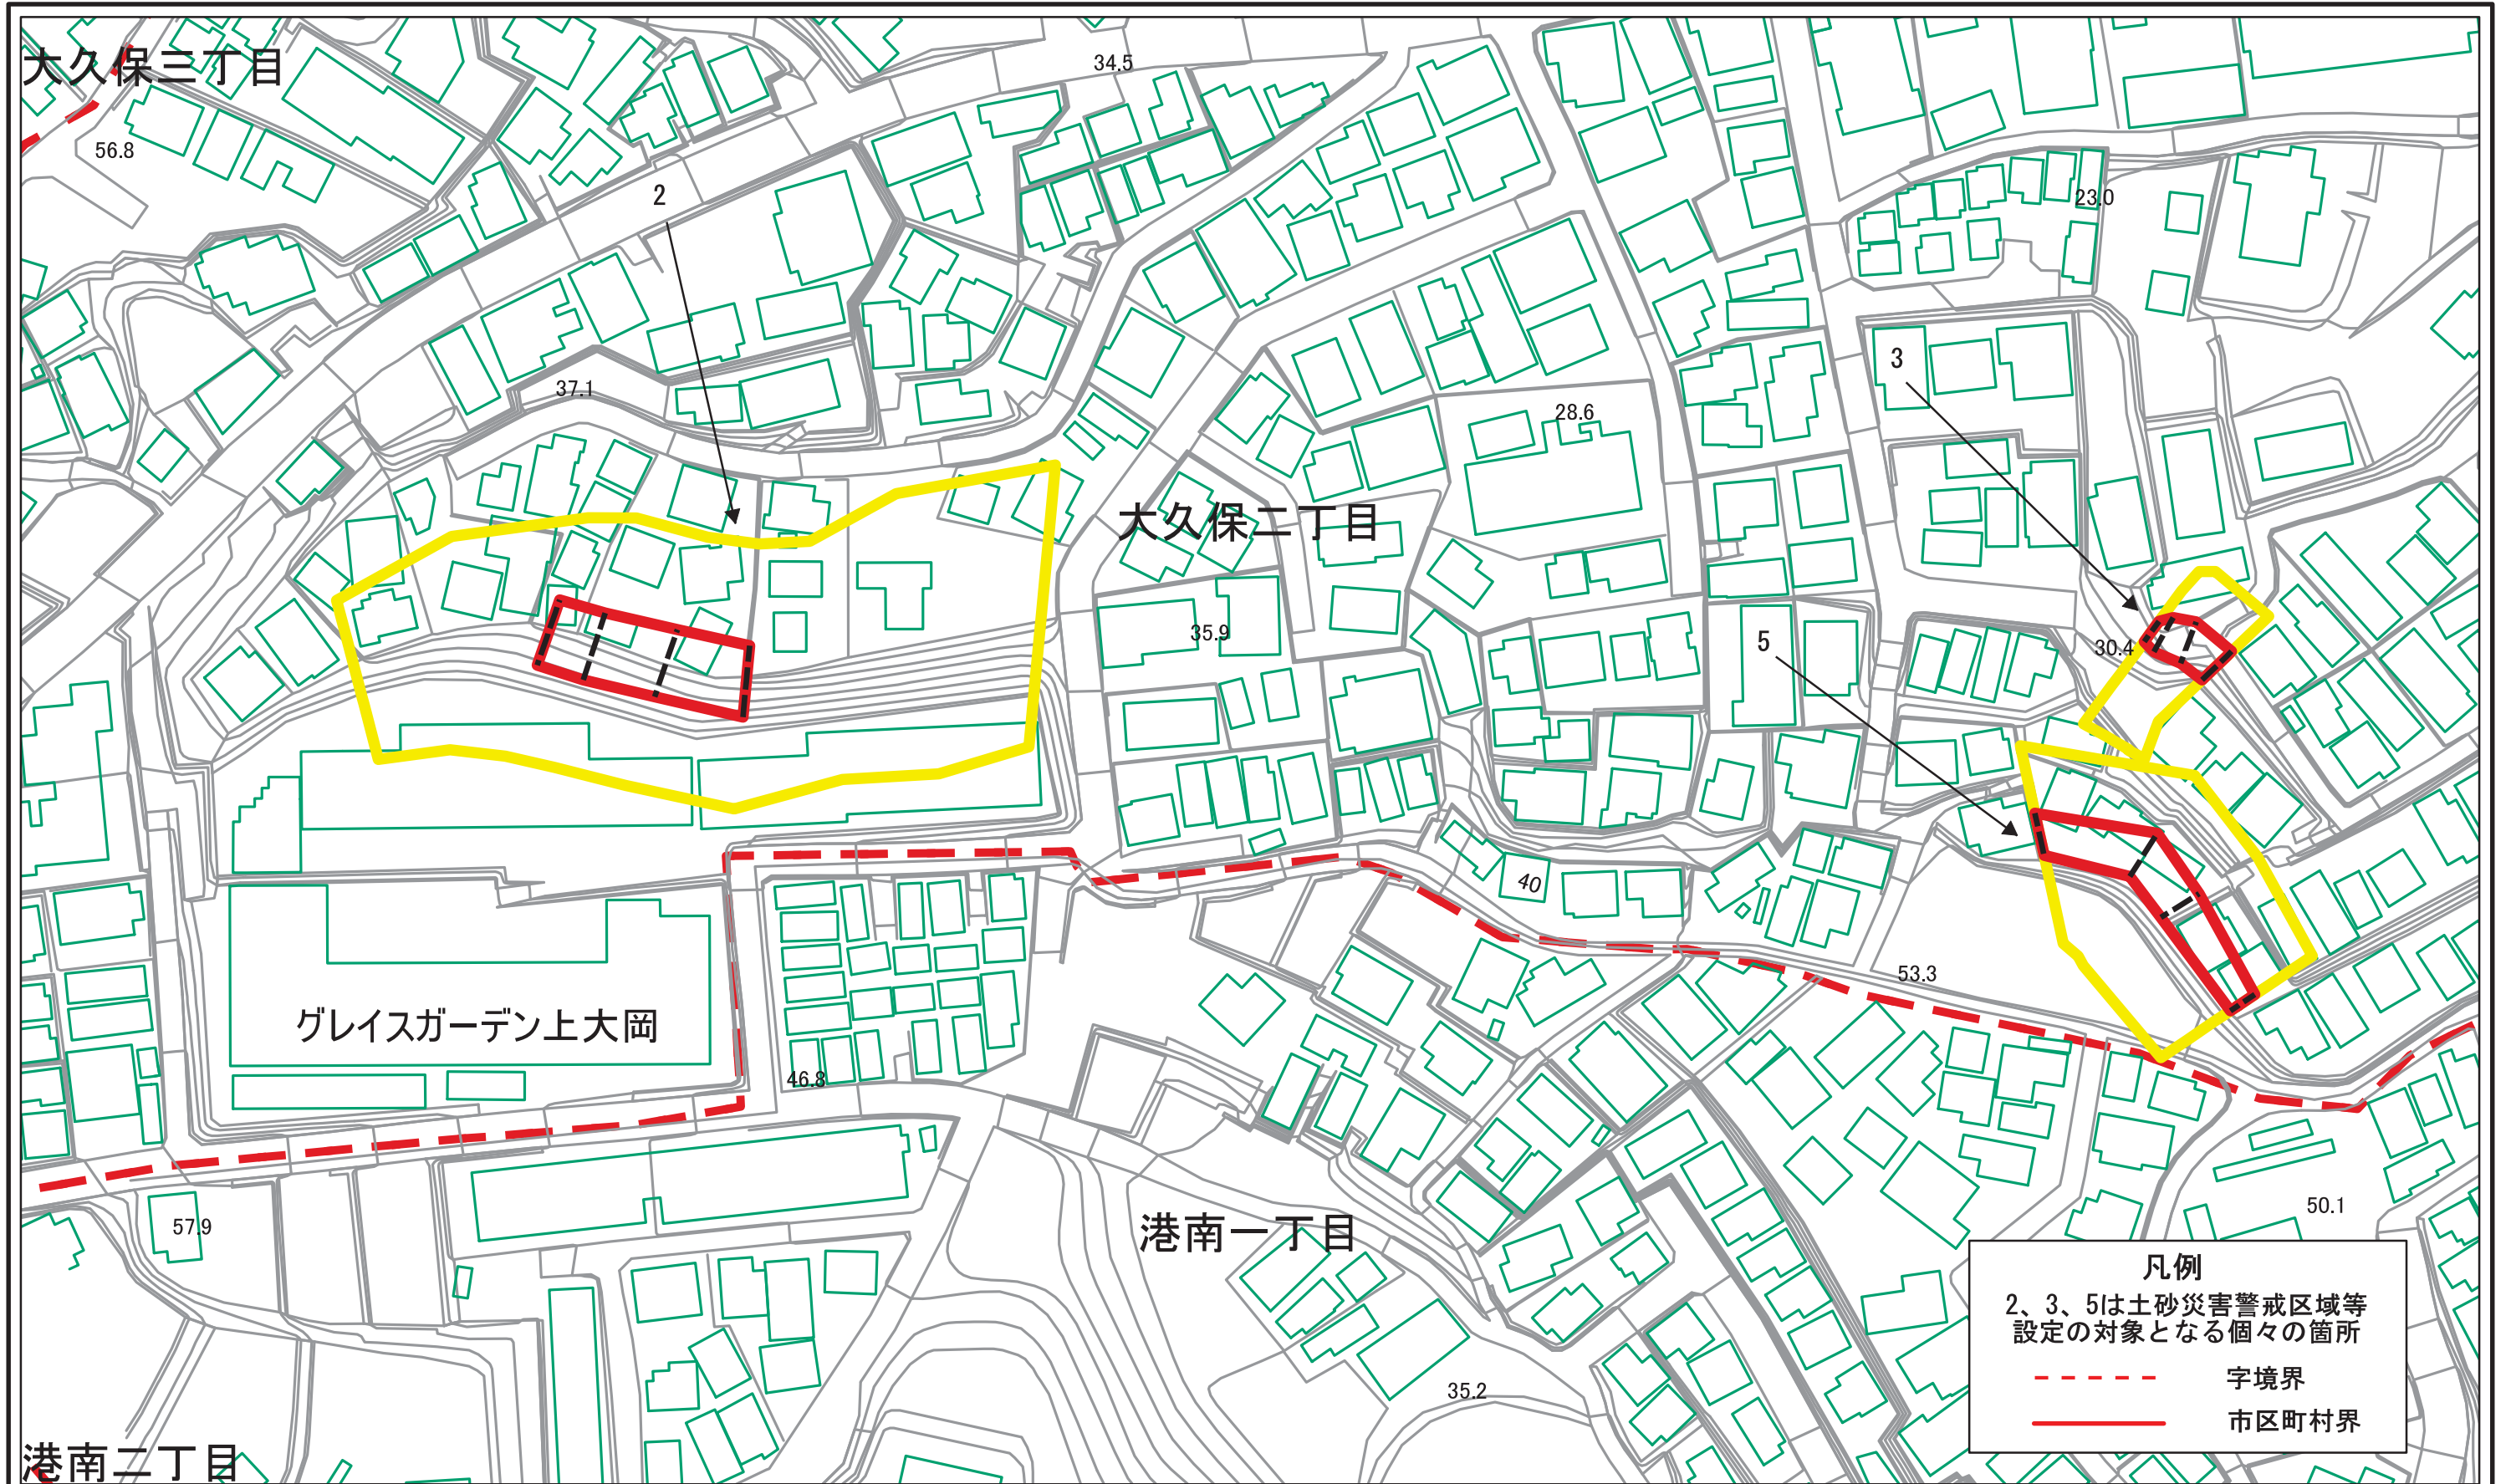 大久保三丁目
34.5
56.8
2
23.0
3
37.1
28.6
大久保二丁目
35.9
5
30.4
40
53.3
グレイスガーデン上大岡
46.8
57.9
港南一丁目
50.1
凡例
2、3、5は土砂災害警戒区域等
設定の対象となる個々の箇所
字境界
市区町村界
35.2
港南二丁目